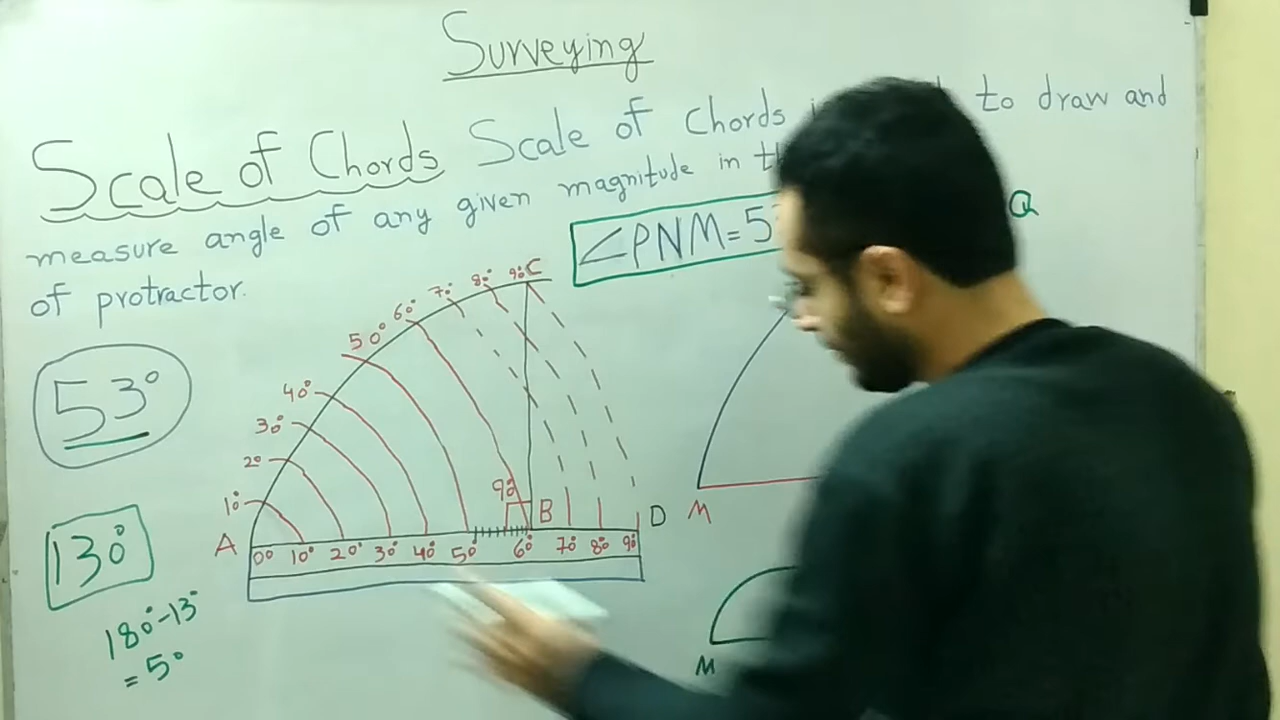 Surveying
Scale of Chords Scale of chords to draw and
measure angle of any given magnitude in
of protractor.
∠PNM=5
Q
53°
130°
180°-13°
= 5°
10° 20 30° 40° 50° 60° 70° 80° 90° C
90°
A B D
0° 10° 20° 30° 40° 50° 60° 70° 80° 90°
M
M